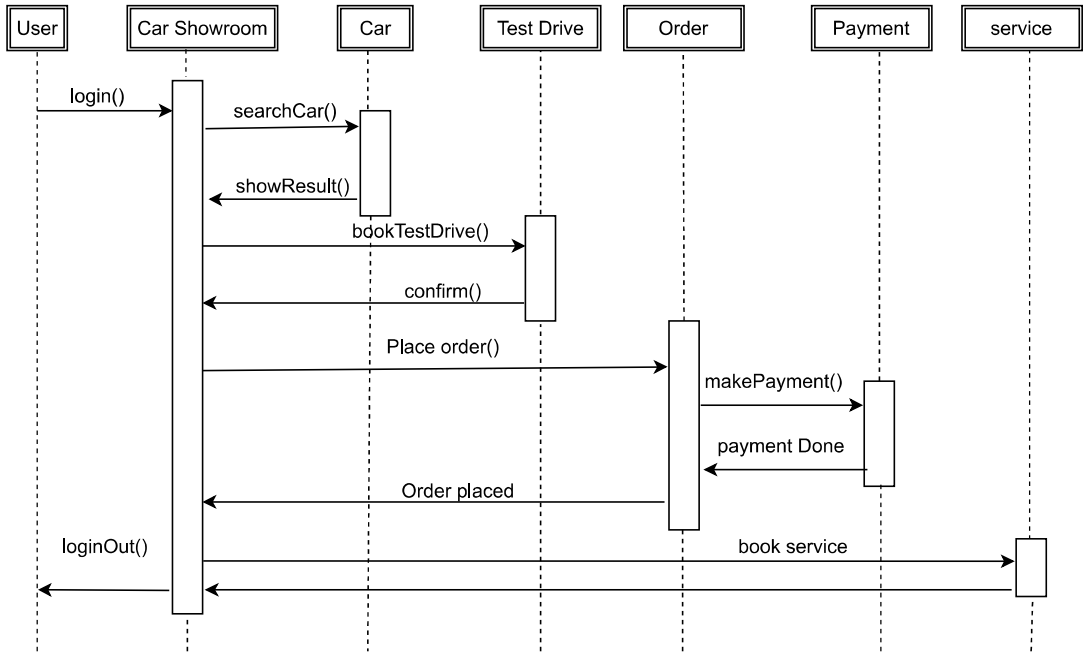 User
Car Showroom
Car
Test Drive
Order
Payment
service
login()
searchCar()
showResult()
bookTestDrive()
confirm()
Place order()
makePayment()
payment Done
Order placed
loginOut()
book service